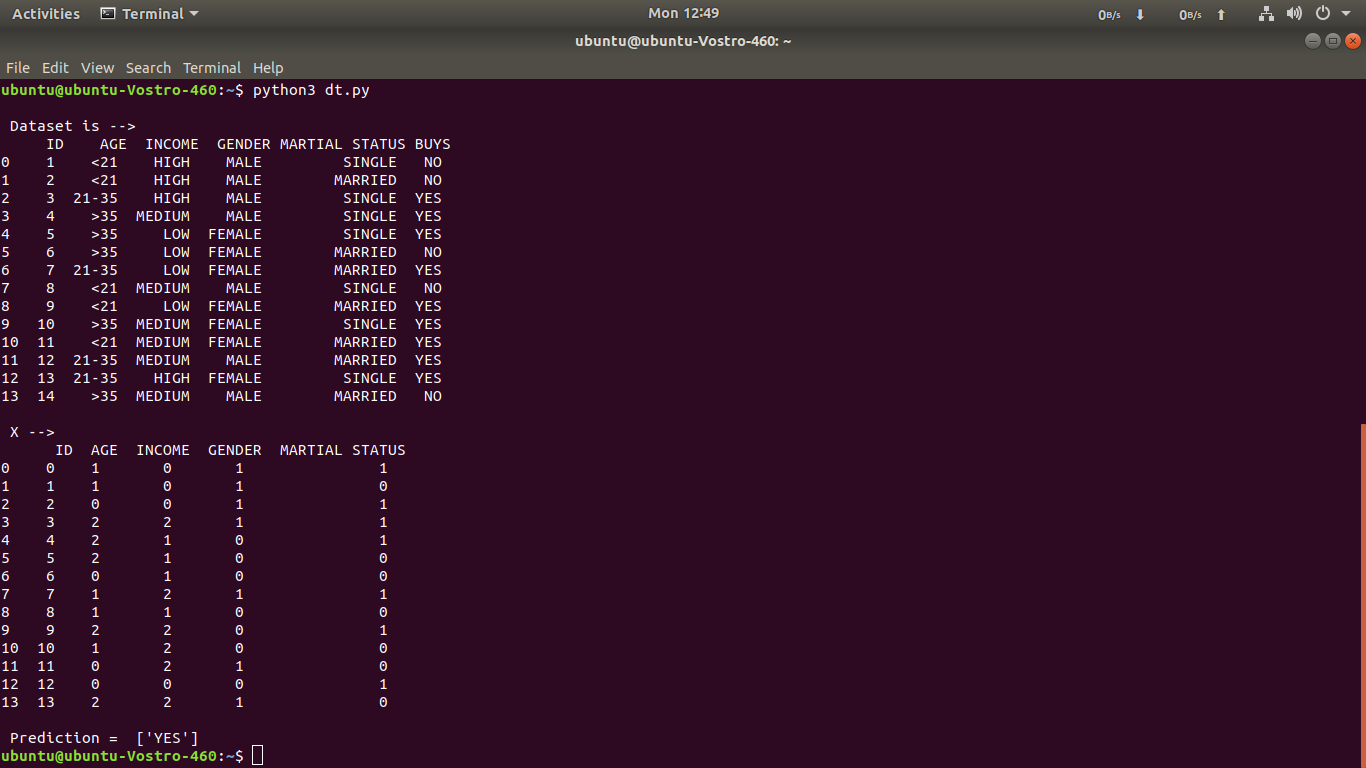 Activities Terminal Mon 12:49 0B/s 0B/s
ubuntu@ubuntu-Vostro-460: ~
File Edit View Search Terminal Help
ubuntu@ubuntu-Vostro-460:~$ python3 dt.py
Dataset is -->
ID AGE INCOME GENDER MARTIAL STATUS BUYS
0 1 <21 HIGH MALE SINGLE NO
1 2 <21 HIGH MALE MARRIED NO
2 3 21-35 HIGH MALE SINGLE YES
3 4 >35 MEDIUM MALE SINGLE YES
4 5 >35 LOW FEMALE SINGLE YES
5 6 >35 LOW FEMALE MARRIED NO
6 7 21-35 LOW FEMALE MARRIED YES
7 8 <21 MEDIUM MALE SINGLE NO
8 9 <21 LOW FEMALE MARRIED YES
9 10 >35 MEDIUM FEMALE SINGLE YES
10 11 <21 MEDIUM FEMALE MARRIED YES
11 12 21-35 MEDIUM MALE MARRIED YES
12 13 21-35 HIGH FEMALE SINGLE YES
13 14 >35 MEDIUM MALE MARRIED NO
X -->
ID AGE INCOME GENDER MARTIAL STATUS
0 0 1 0 1 1
1 1 1 0 1 0
2 2 0 0 1 1
3 3 2 2 1 1
4 4 2 1 0 1
5 5 2 1 0 0
6 6 0 1 0 0
7 7 1 2 1 1
8 8 1 1 0 0
9 9 2 2 0 1
10 10 1 2 0 0
11 11 0 2 1 0
12 12 0 0 0 1
13 13 2 2 1 0
Prediction = ['YES']
ubuntu@ubuntu-Vostro-460:~$